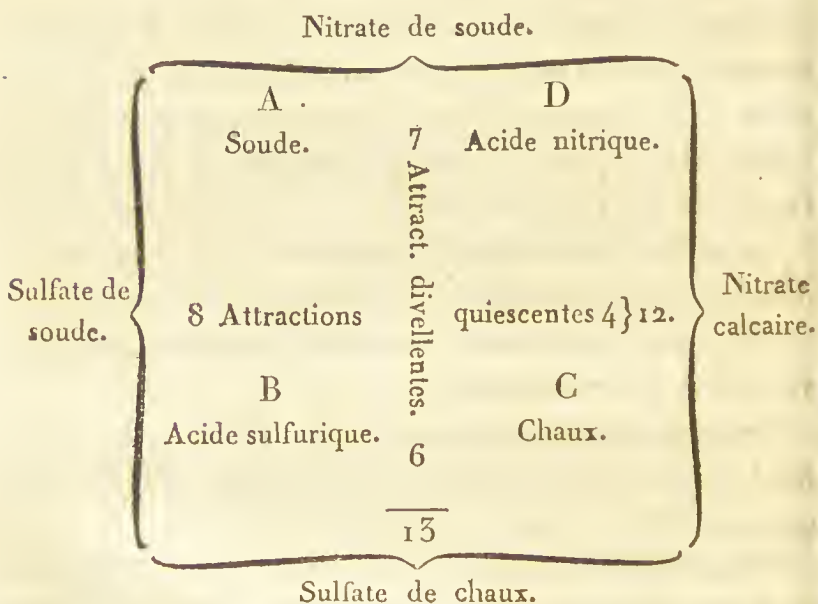 Nitrate de soude.
A . D
Soude. 7 Acide nitrique.
Attract. divellentes.
Sulfate de soude.
8 Attractions quiescentes 4 } 12.
Nitrate calcaire.
B C
Acide sulfurique. Chaux.
6
13
Sulfate de chaux.